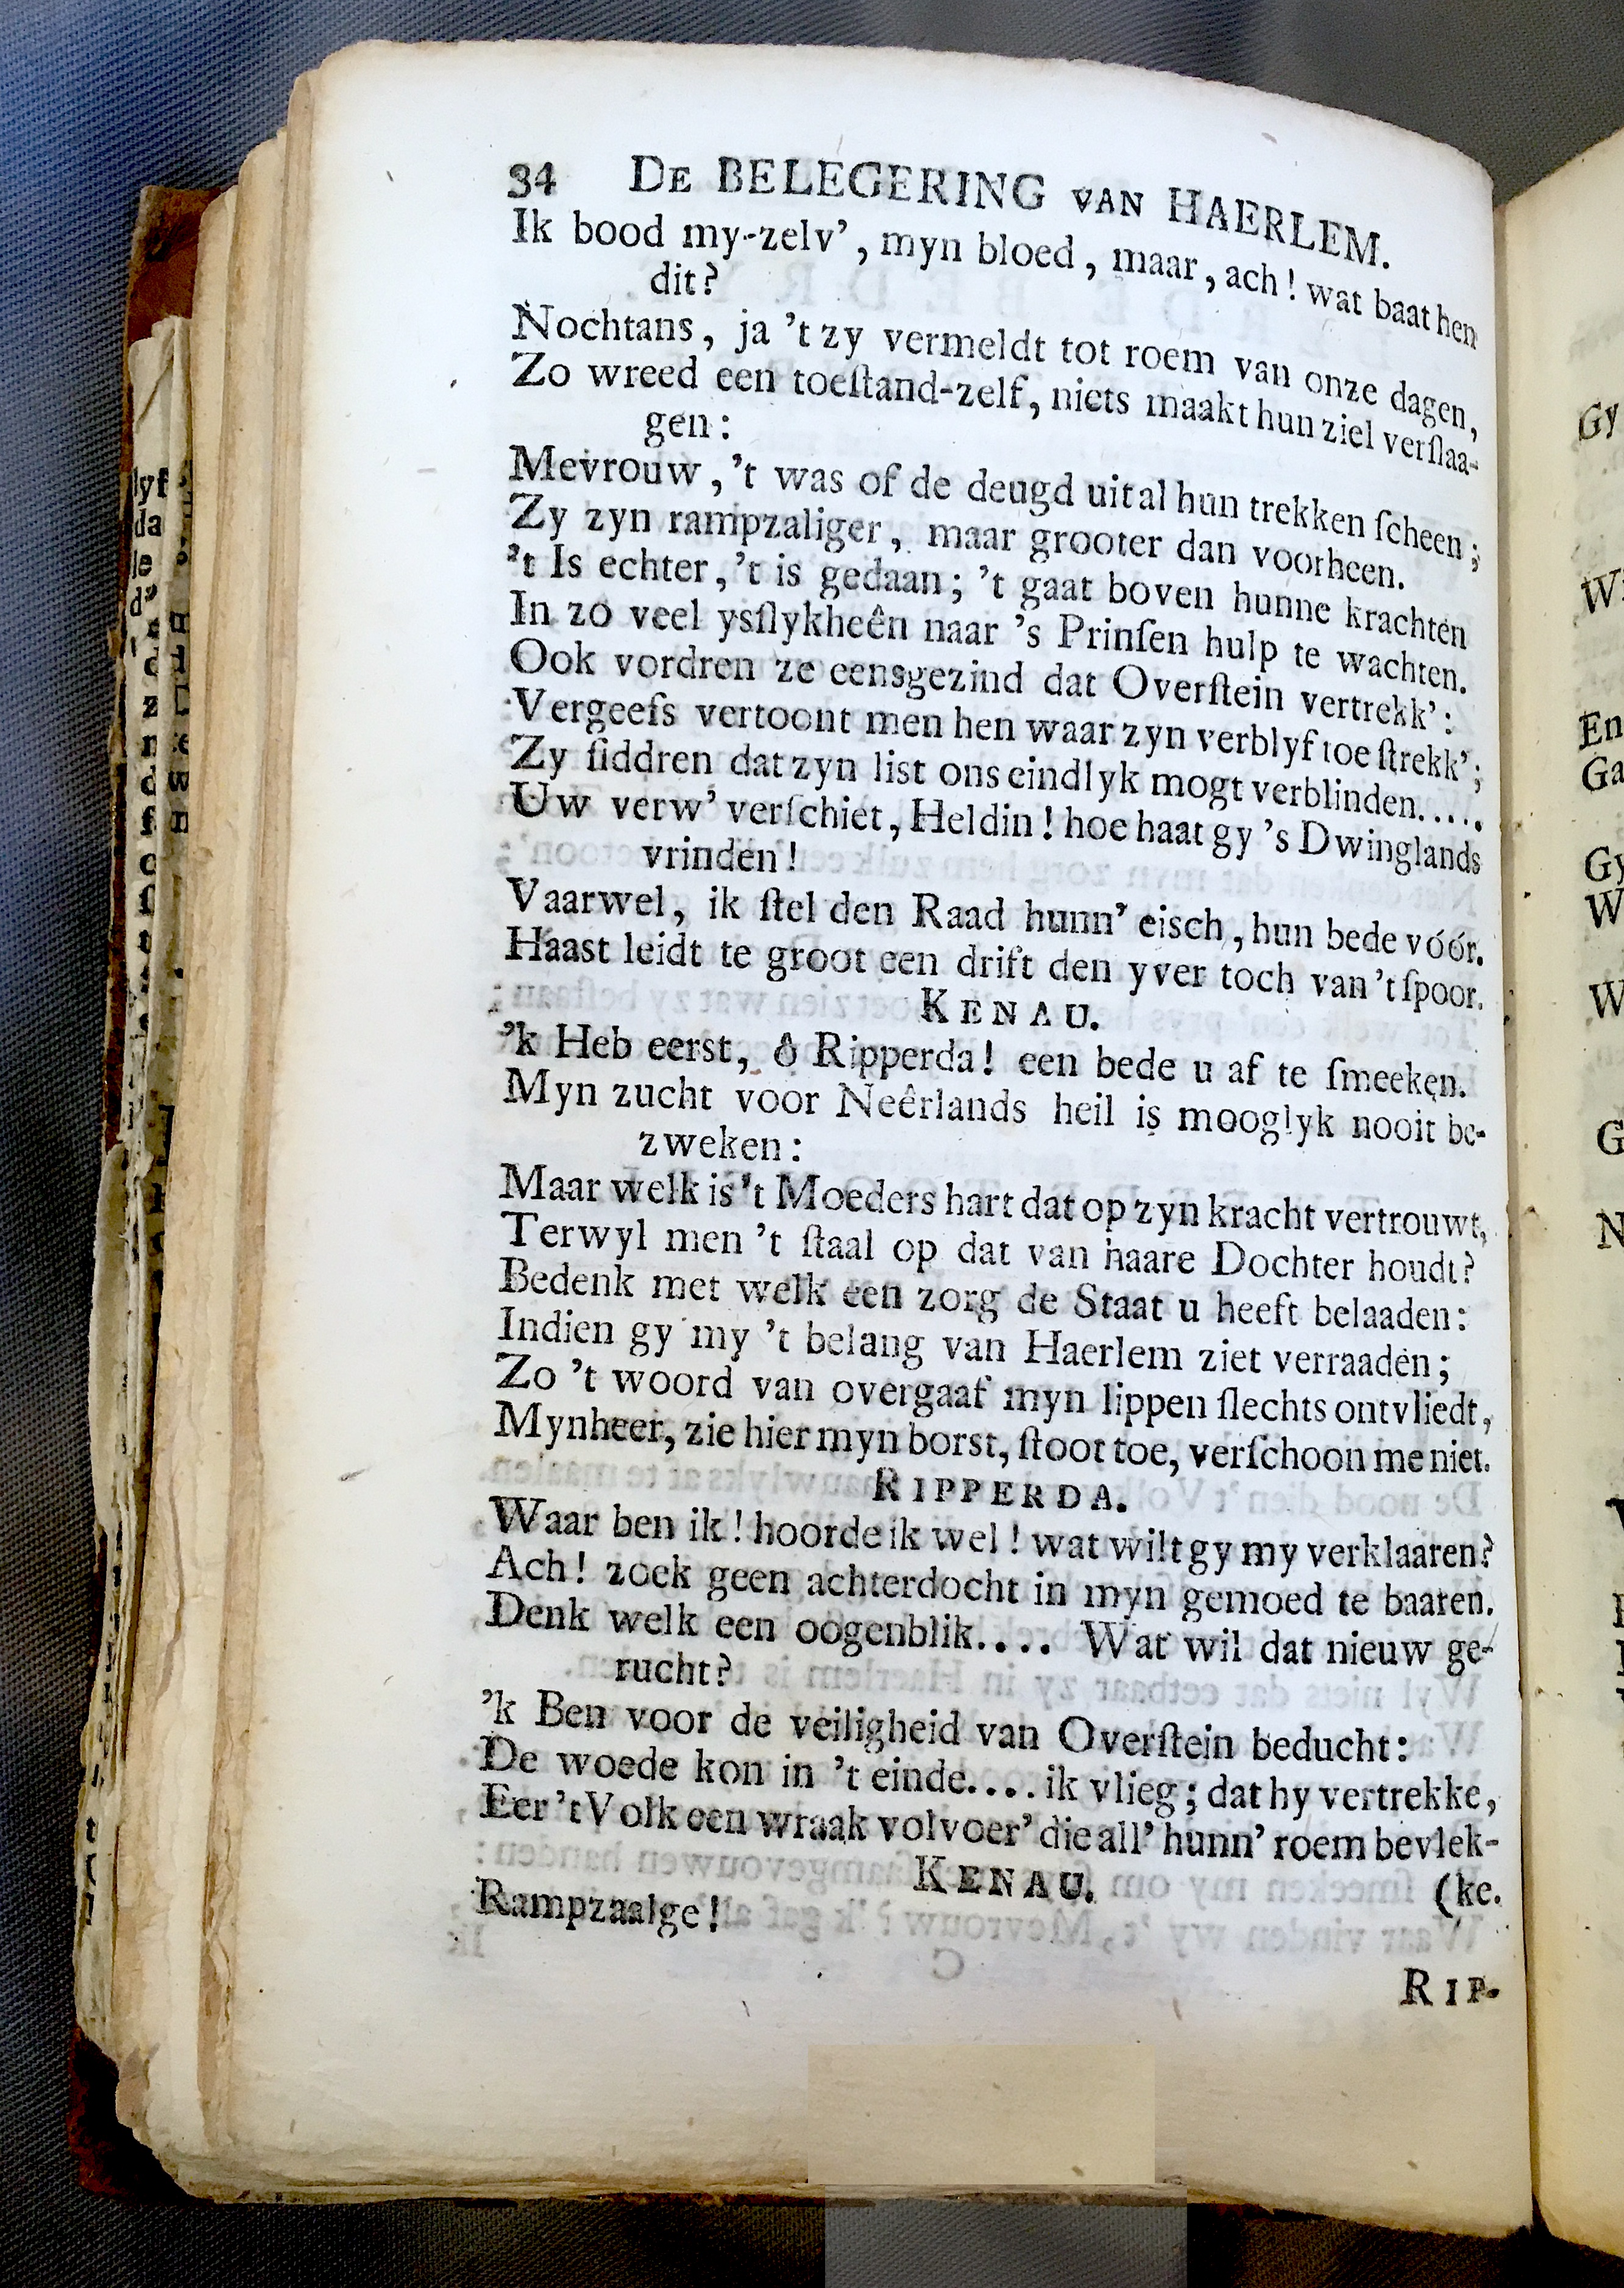 34 DE BELEGERING VAN HAERLEM.
Ik bood my-zelv', myn bloed, maar, ach! wat baat hen
dit?
Nochtans, ja 't zy vermeldt tot roem van onze dagen,
Zo wreed een toeſtand-zelf, niets maakt hun ziel verſlaa-
gen:
Mevrouw, 't was of de deugd uit al hun trekken ſcheen;
Zy zyn rampzaliger, maar grooter dan voorheen.
't Is echter, 't is gedaan; 't gaat boven hunne krachten
In zo veel ysſlykheên naar 's Prinſen hulp te wachten.
Ook vordren ze eensgezind dat Overſtein vertrekk':
Vergeefs vertoont men hen waar zyn verblyf toe ſtrekk';
Zy ſiddren dat zyn list ons eindlyk mogt verblinden.....
Uw verw' verſchiet, Heldin! hoe haat gy 's Dwinglands
vrinden!
Vaarwel, ik ſtel den Raad hunn' eisch, hun bede vóór.
Haast leidt te groot een drift den yver toch van 't ſpoor.
KENAU.
'k Heb eerst, ô Ripperda! een bede u af te ſmeeken.
Myn zucht voor Neêrlands heil is mooglyk nooit be-
zweken:
Maar welk is 't Moeders hart dat op zyn kracht vertrouwt,
Terwyl men 't ſtaal op dat van haare Dochter houdt?
Bedenk met welk een zorg de Staat u heeft belaaden:
Indien gy my 't belang van Haerlem ziet verraaden;
Zo 't woord van overgaaf myn lippen ſlechts ontvliedt,
Mynheer, zie hier myn borst, ſtoot toe, verſchoon me niet.
RIPPERDA.
Waar ben ik! hoorde ik wel! wat wilt gy my verklaaren?
Ach! zoek geen achterdocht in myn gemoed te baaren.
Denk welk een oogenblik.... Wat wil dat nieuw ge-
rucht?
'k Ben voor de veiligheid van Overſtein beducht:
De woede kon in 't einde.... ik vlieg; dat hy vertrekke,
Eer 't Volk een wraak volvoer' die all' hunn' roem bevlek-
KENAU. (ke.
Rampzaalge!
RIP-